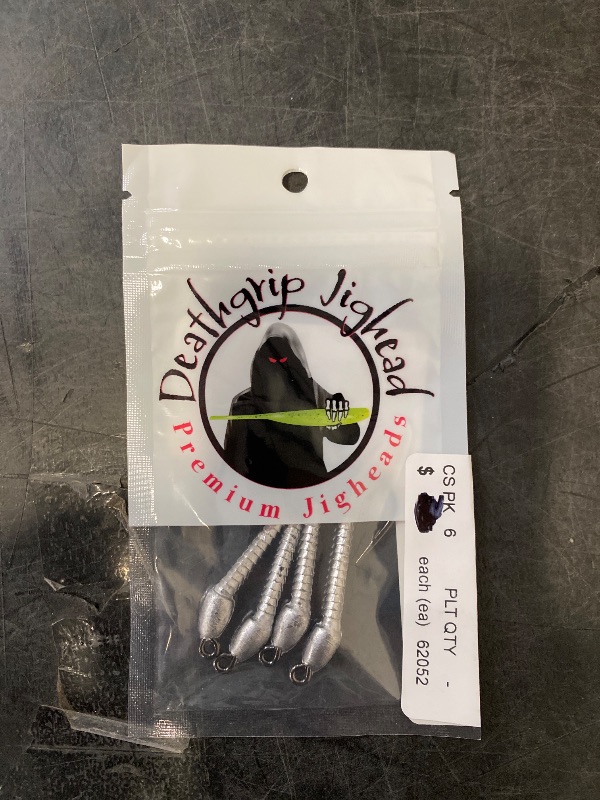 Deathgrip Jighead
Premium Jigheads
CS PK 6 PLT QTY -
$ each (ea) 62052